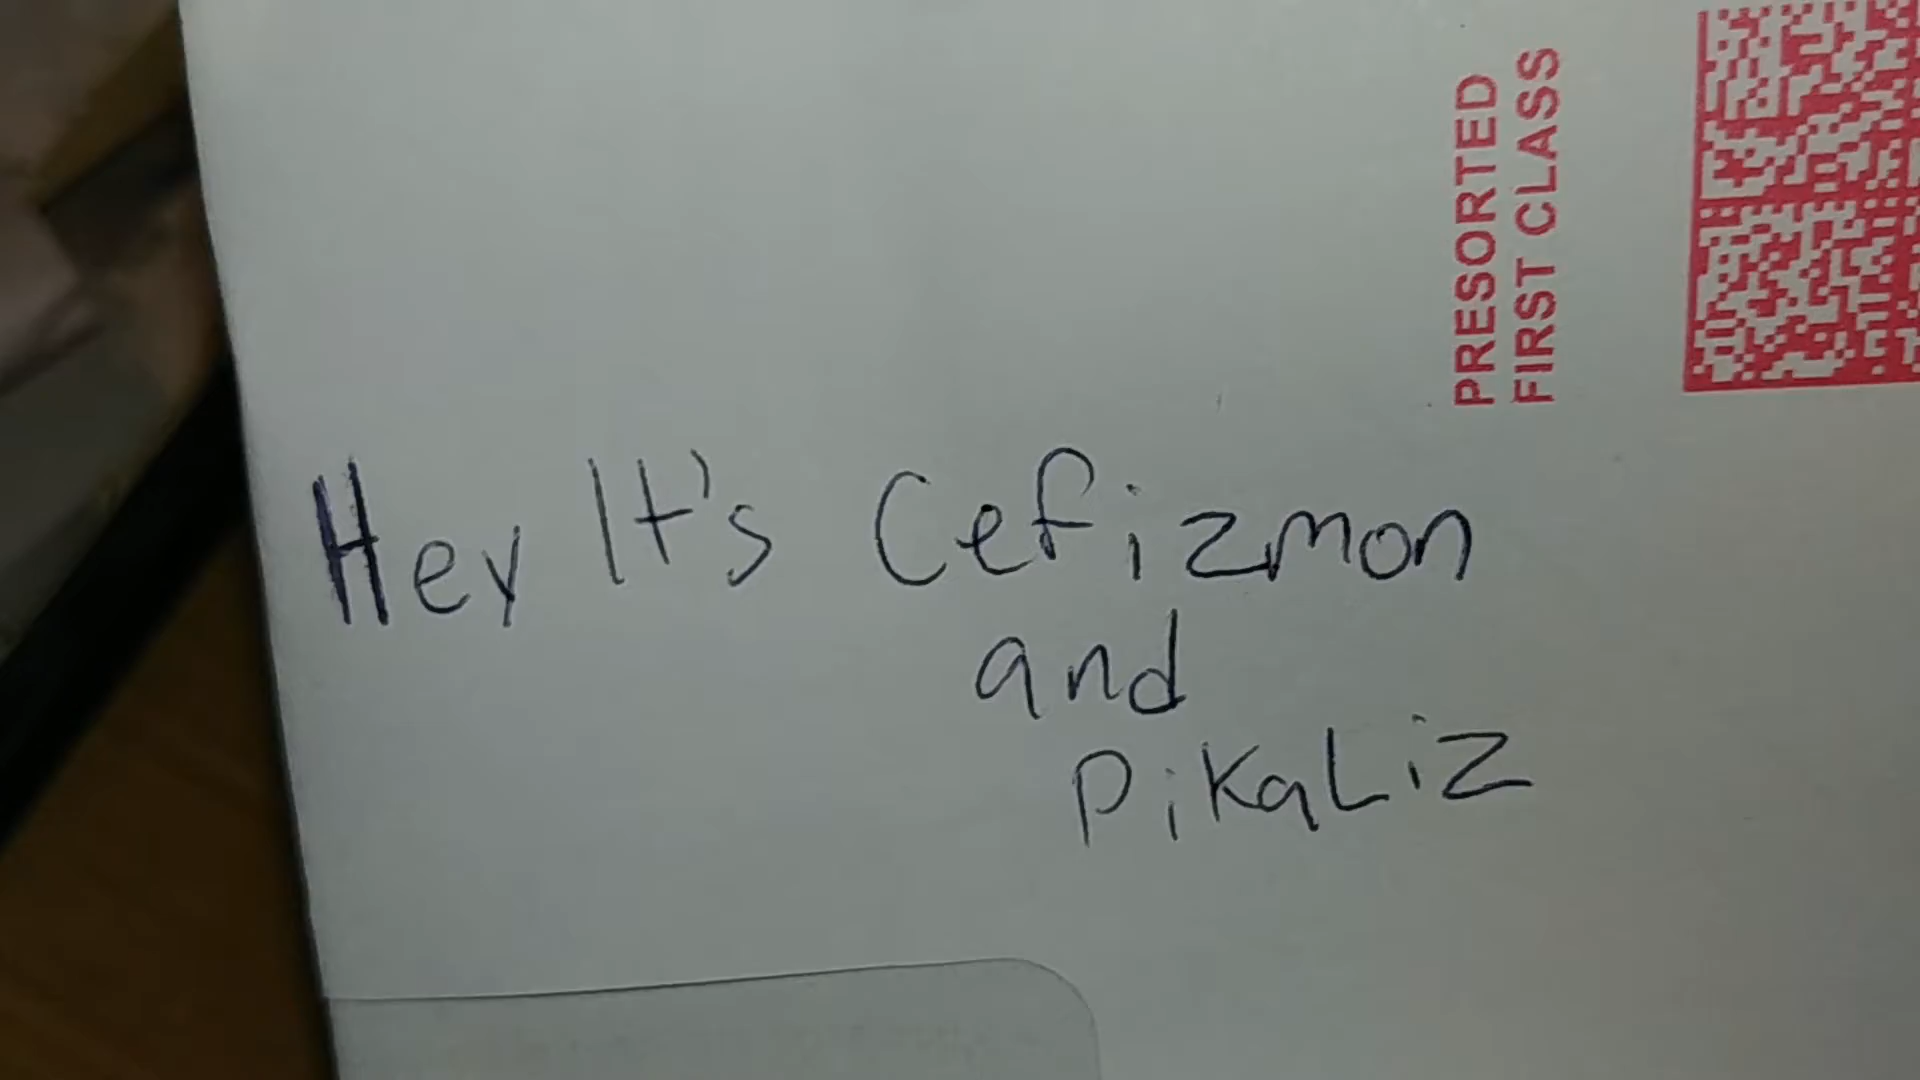 PRESORTED
FIRST CLASS
Hey It's Cefizmon
and
PiKaLiz